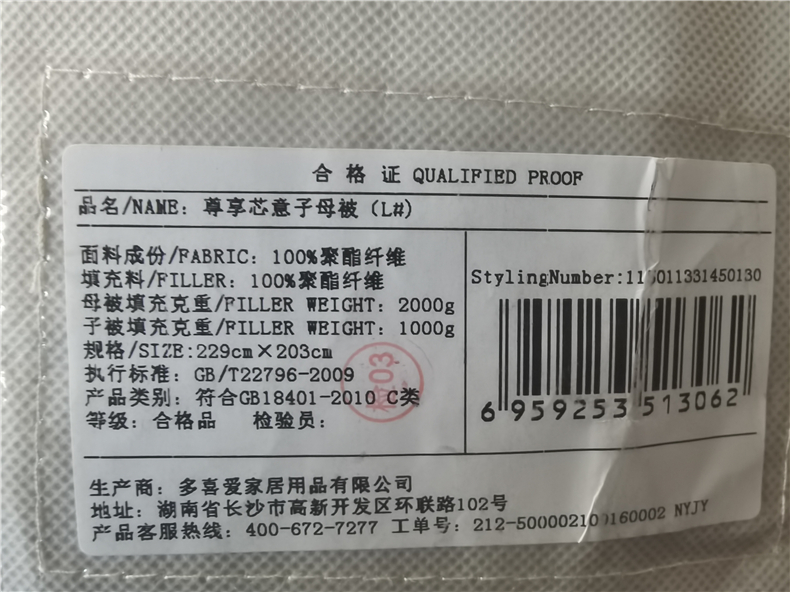 合格证 QUALIFIED PROOF
品名/NAME: 尊享芯意子母被 (L#)
面料成份/FABRIC: 100%聚酯纤维
填充料/FILLER: 100%聚酯纤维
母被填充克重/FILLER WEIGHT: 2000g
子被填充克重/FILLER WEIGHT: 1000g
规格/SIZE:229cm×203cm
执行标准: GB/T22796-2009
产品类别: 符合GB18401-2010 C类
等级: 合格品 检验员:
检03
StylingNumber:
6 959253 513062
生产商: 多喜爱家居用品有限公司
地址: 湖南省长沙市高新开发区环联路102号
产品客服热线: 400-672-7277 工单号: NYJY